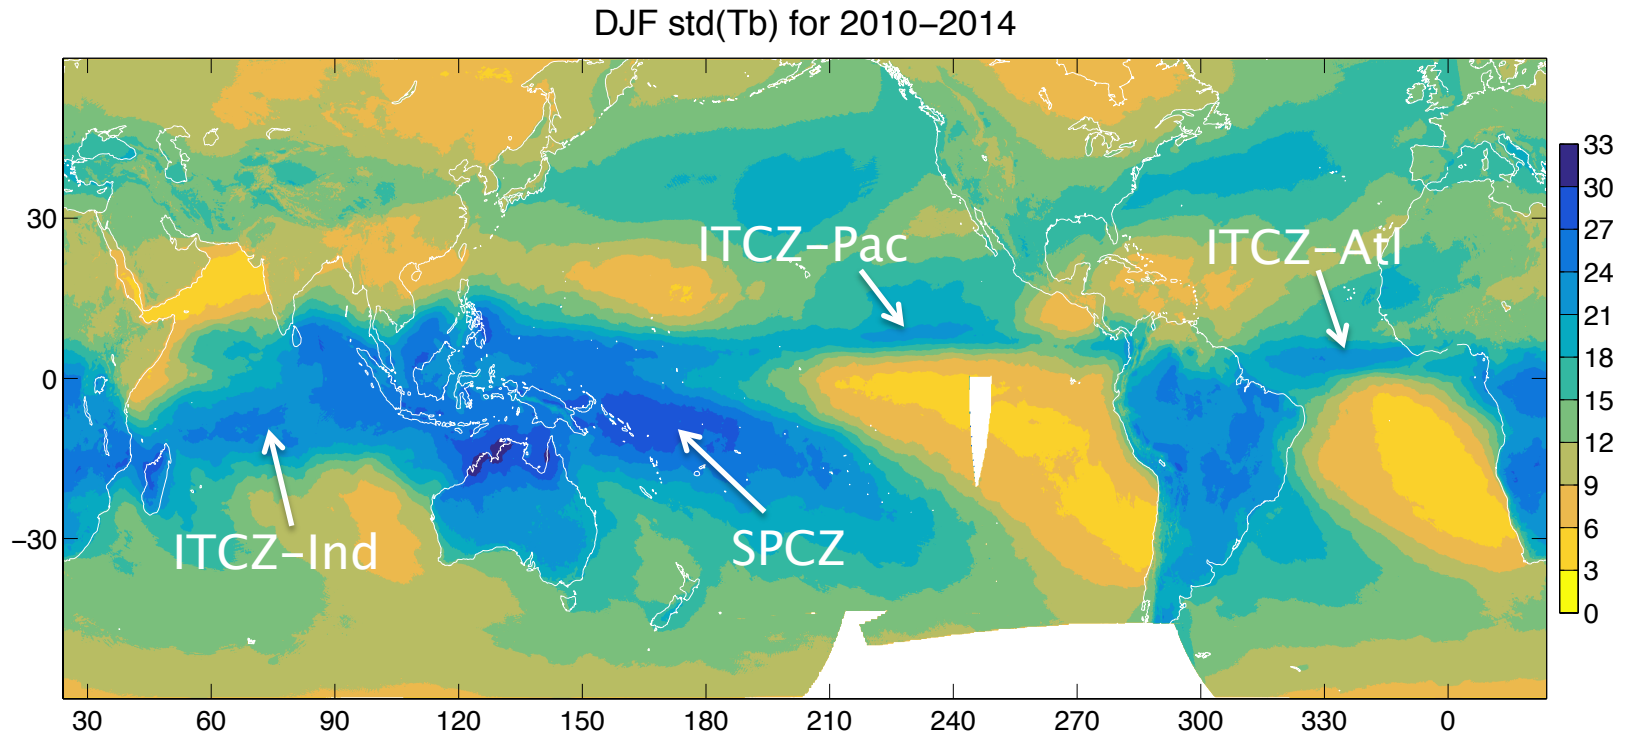 DJF std(Tb) for 2010−2014
33
30
27
24
21
18
15
12
9
6
3
0
30
0
−30
ITCZ−Pac
ITCZ−Atl
ITCZ−Ind
SPCZ
30 60 90 120 150 180 210 240 270 300 330 0